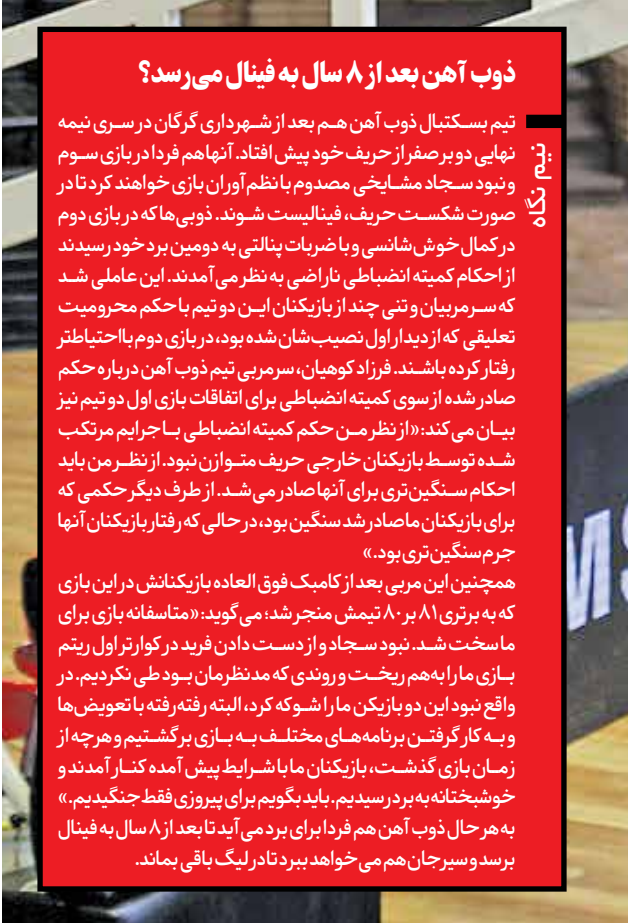 ذوب آهن بعد از ۸ سال به فینال می‌رسد؟
نیم نگاه
تیم بسکتبال ذوب آهن هم بعد از شهرداری گرگان در سری نیمه
نهایی دو بر صفر از حریف خود پیش افتاد. آنها هم فردا در بازی سوم
و نبود سجاد مشایخی مصدوم با نظم آوران بازی خواهند کرد تا در
صورت شکست حریف، فینالیست شوند. ذوبی‌ها که در بازی دوم
در کمال خوش شانسی و با ضربات پنالتی به دومین برد خود رسیدند
از احکام کمیته انضباطی ناراضی به نظر می آمدند. این عاملی شد
که سرمربیان و تنی چند از بازیکنان این دو تیم با حکم محرومیت
تعلیقی که از دیدار اول نصیب‌شان شده بود، در بازی دوم بااحتیاطتر
رفتار کرده باشند. فرزاد کوهیان، سرمربی تیم ذوب آهن درباره حکم
صادر شده از سوی کمیته انضباطی برای اتفاقات بازی اول دو تیم نیز
بیان می کند: «از نظر من حکم کمیته انضباطی با جرایم مرتکب
شده توسط بازیکنان خارجی حریف متوازن نبود. از نظر من باید
احکام سنگین‌تری برای آنها صادر می‌شد. از طرف دیگر حکمی که
برای بازیکنان ما صادر شد سنگین بود، در حالی که رفتار بازیکنان آنها
جرم سنگین‌تری بود.»
همچنین این مربی بعد از کامبک فوق العاده بازیکنانش در این بازی
که به برتری ۸۱ بر ۸۰ تیمش منجر شد؛ می گوید: «متاسفانه بازی برای
ما سخت شد. نبود سجاد و از دست دادن فرید در کوارتر اول ریتم
بازی ما را به‌هم ریخت و روندی که مدنظرمان بود طی نکردیم. در
واقع نبود این دو بازیکن ما را شوکه کرد، البته رفته رفته با تعویض‌ها
و به کار گرفتن برنامه‌های مختلف به بازی برگشتیم و هرچه از
زمان بازی گذشت، بازیکنان ما با شرایط پیش آمده کنار آمدند و
خوشبختانه به برد رسیدیم. باید بگویم برای پیروزی فقط جنگیدیم.»
به هر حال ذوب آهن هم فردا برای برد می آید تا بعد از ۸ سال به فینال
برسد و سیرجان هم می خواهد ببرد تا در لیگ باقی بماند.